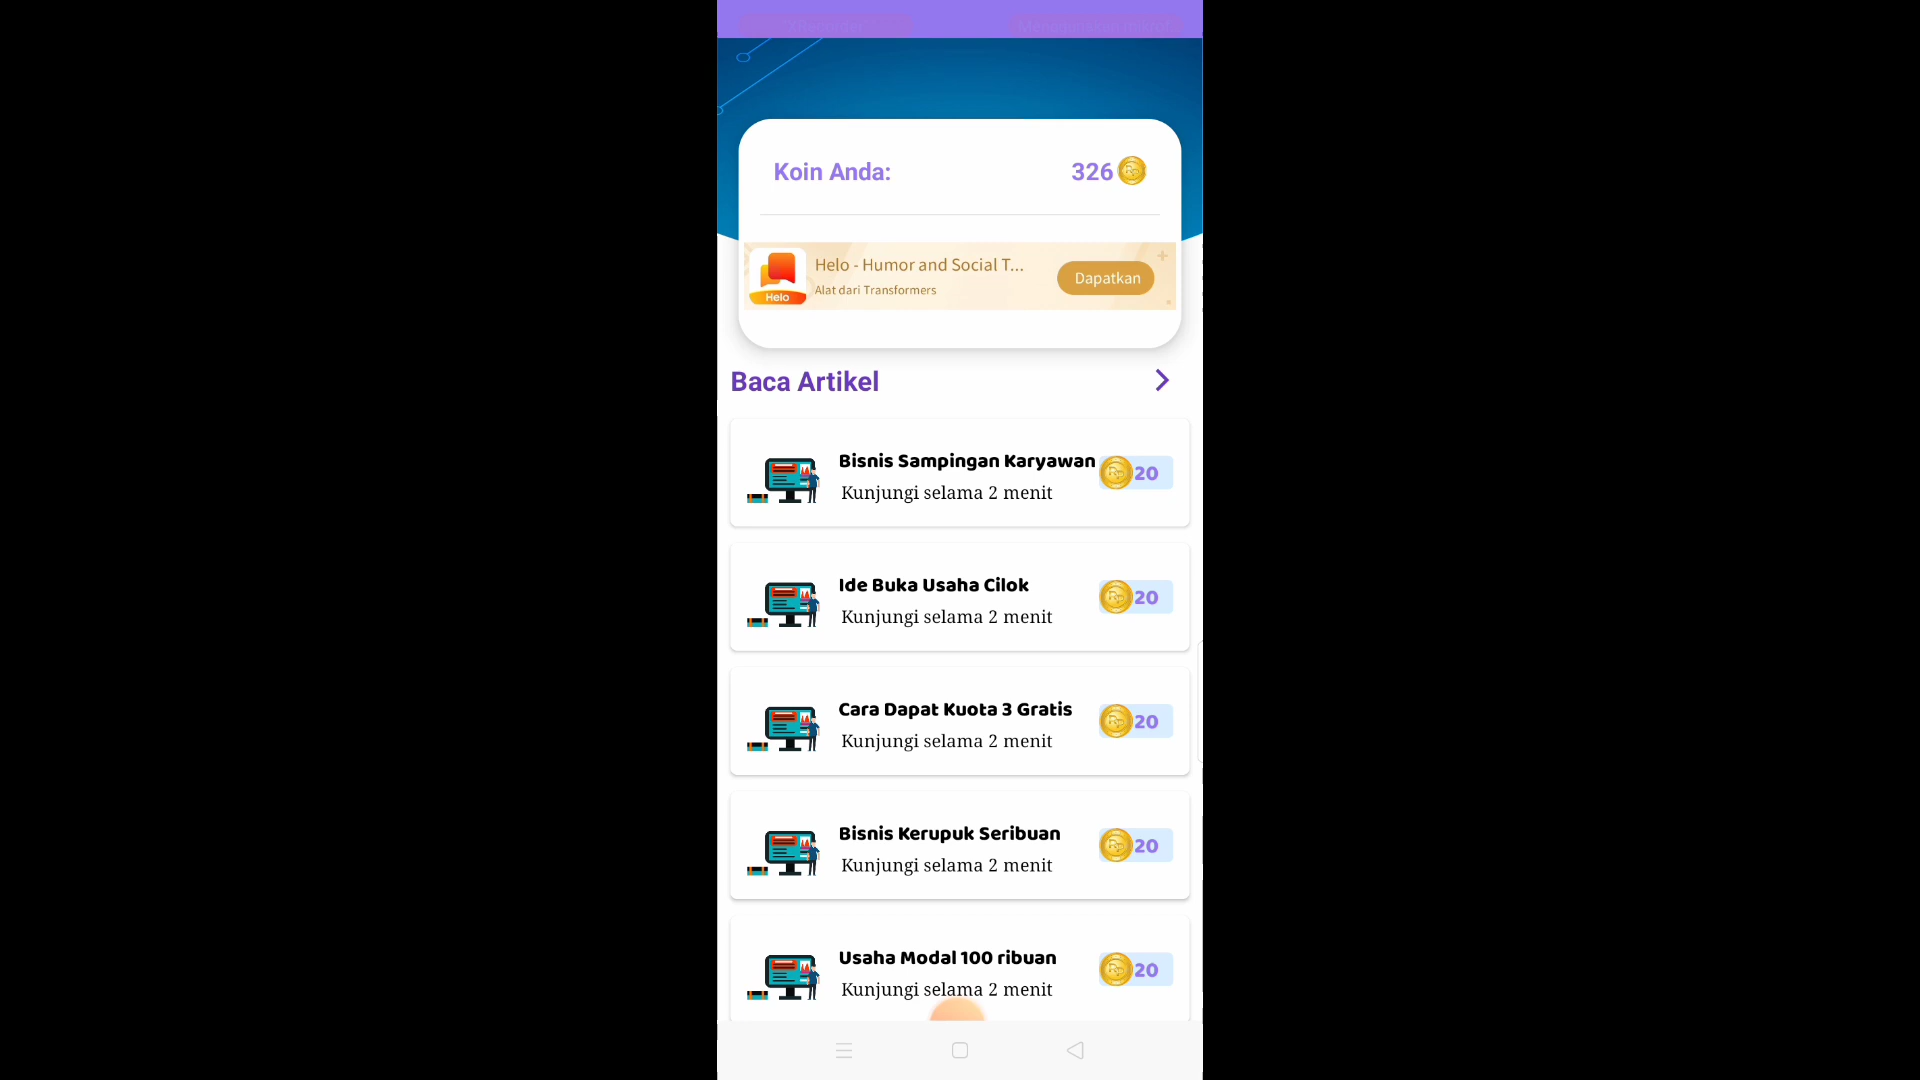 Koin Anda:
326
Helo - Humor and Social T...
Alat dari Transformers
Helo
Dapatkan
Baca Artikel
Bisnis Sampingan Karyawan
Kunjungi selama 2 menit
20
Ide Buka Usaha Cilok
Kunjungi selama 2 menit
20
Cara Dapat Kuota 3 Gratis
Kunjungi selama 2 menit
20
Bisnis Kerupuk Seribuan
Kunjungi selama 2 menit
20
Usaha Modal 100 ribuan
Kunjungi selama 2 menit
20